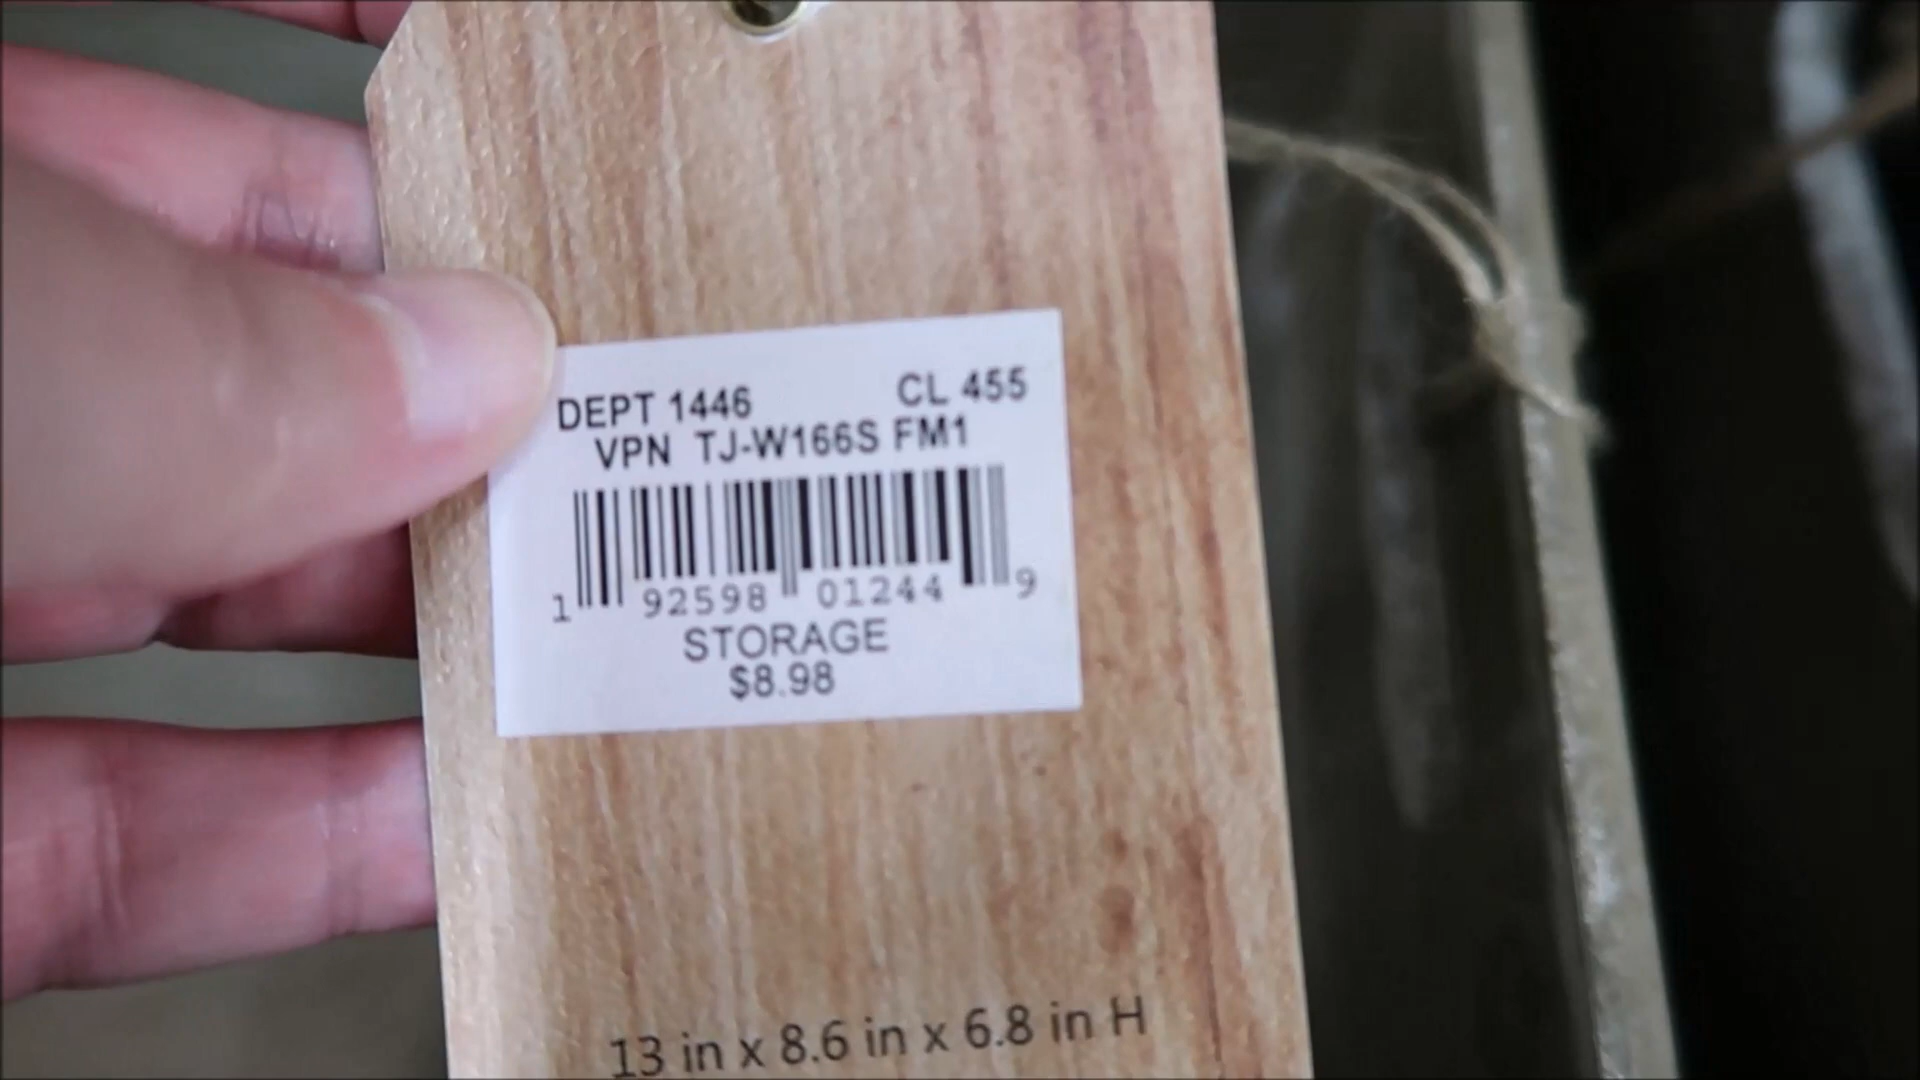 DEPT 1446 CL 455
VPN TJ-W166S FM1
1 92598 01244 9
STORAGE
$8.98
13 in x 8.6 in x 6.8 in H